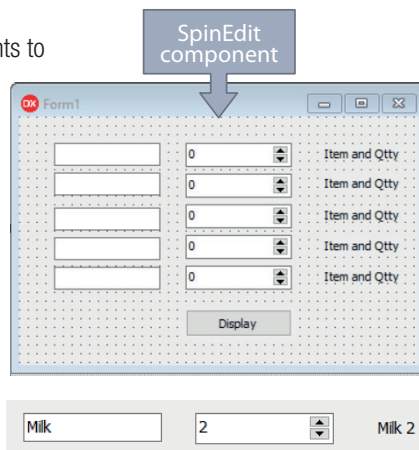 nts to
SpinEdit
component
DX Form1
0 Item and Qtty
0 Item and Qtty
0 Item and Qtty
0 Item and Qtty
0 Item and Qtty
Display
Milk 2 Milk 2